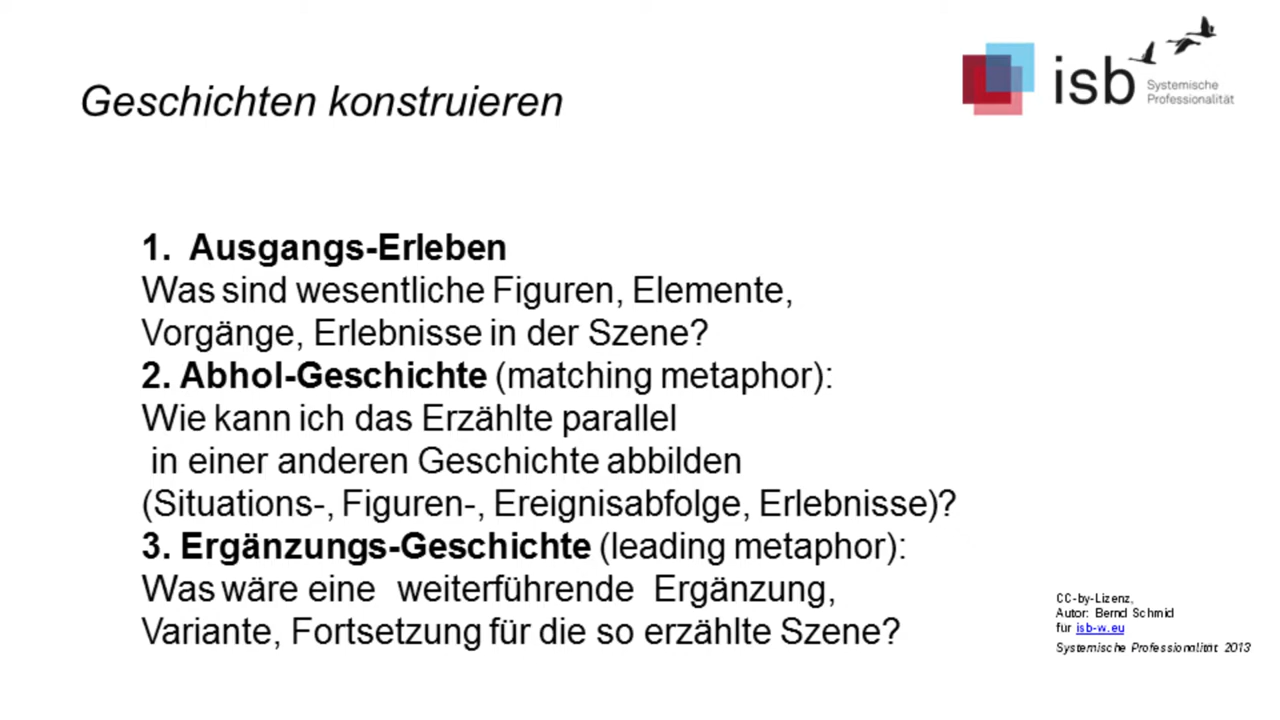 Geschichten konstruieren
isb
Systemische
Professionalität
1. Ausgangs-Erleben
Was sind wesentliche Figuren, Elemente,
Vorgänge, Erlebnisse in der Szene?
2. Abhol-Geschichte (matching metaphor):
Wie kann ich das Erzählte parallel
in einer anderen Geschichte abbilden
(Situations-, Figuren-, Ereignisabfolge, Erlebnisse)?
3. Ergänzungs-Geschichte (leading metaphor):
Was wäre eine weiterführende Ergänzung,
Variante, Fortsetzung für die so erzählte Szene?
CC-by-Lizenz,
Autor: Bernd Schmid
für isb-w.eu
Systemische Professionalität 2013